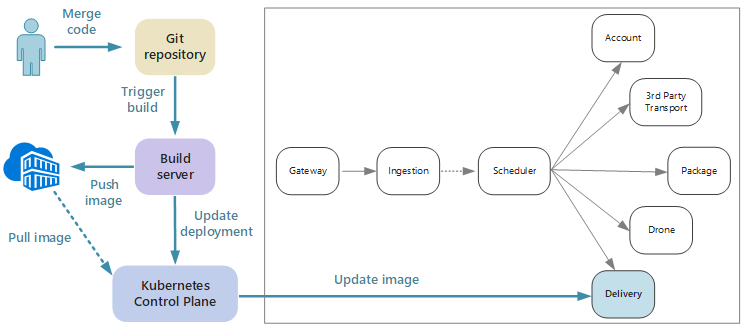 Merge
code
Git
repository
Trigger
build
Build
server
Push
image
Pull image
Update
deployment
Kubernetes
Control Plane
Update image
Gateway
Ingestion
Scheduler
Account
3rd Party
Transport
Package
Drone
Delivery